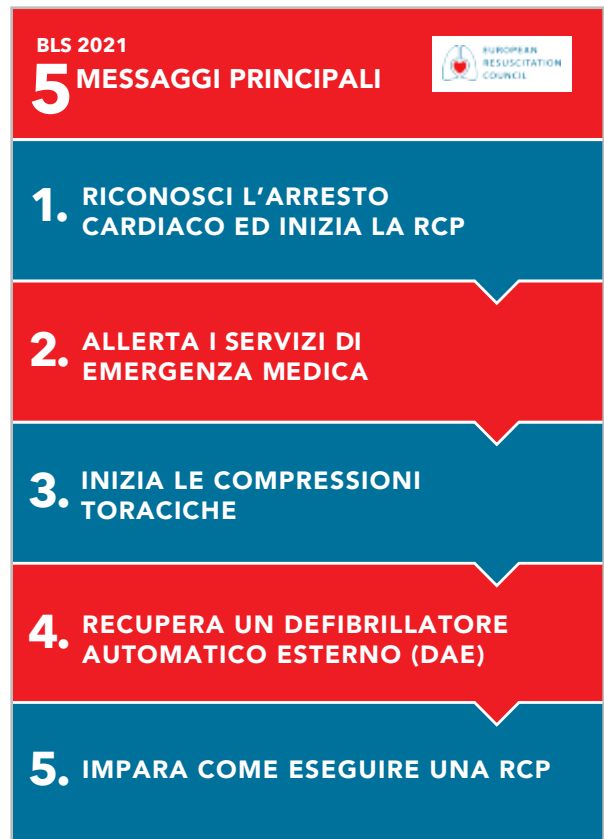 BLS 2021
5 MESSAGGI PRINCIPALI
EUROPEAN
RESUSCITATION
COUNCIL
1. RICONOSCI L’ARRESTO
CARDIACO ED INIZIA LA RCP
2. ALLERTA I SERVIZI DI
EMERGENZA MEDICA
3. INIZIA LE COMPRESSIONI
TORACICHE
4. RECUPERA UN DEFIBRILLATORE
AUTOMATICO ESTERNO (DAE)
5. IMPARA COME ESEGUIRE UNA RCP